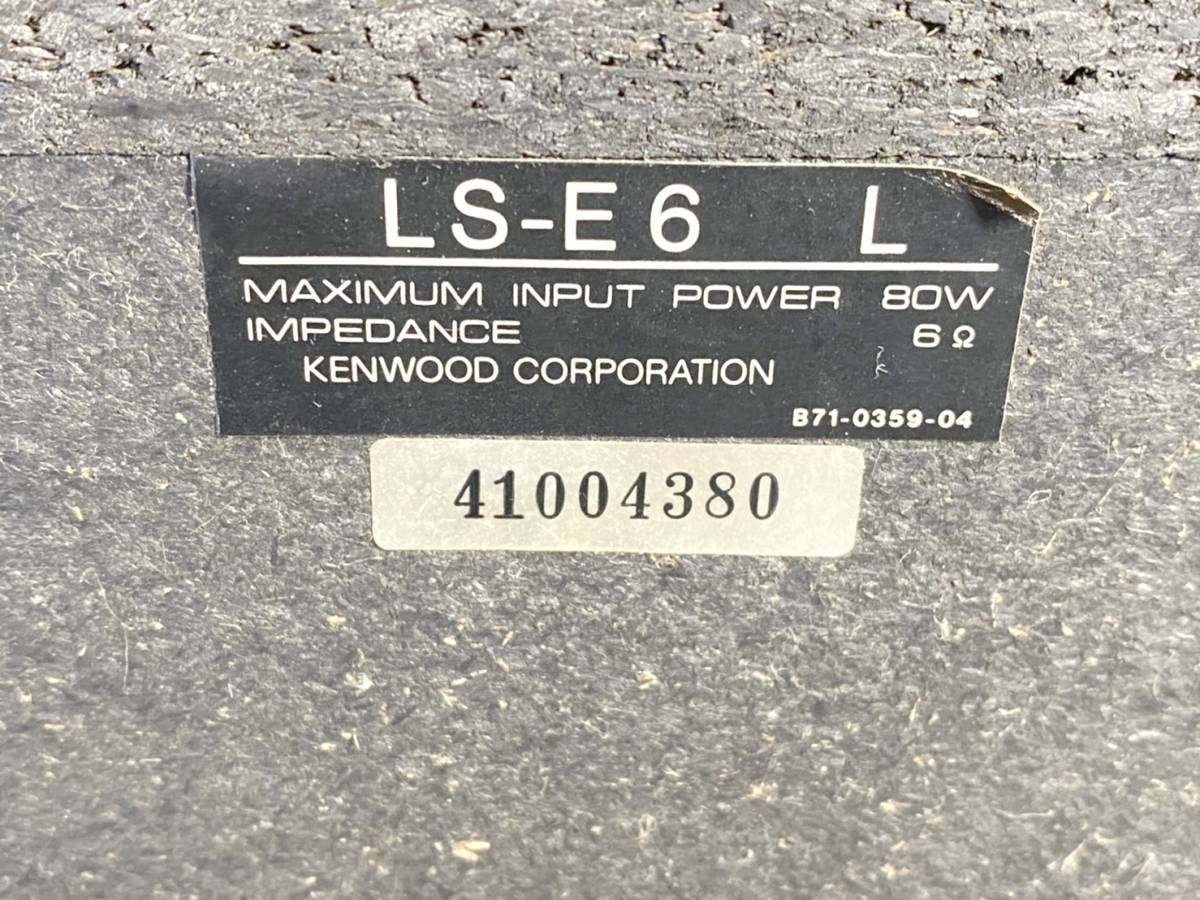 LS-E6 L
MAXIMUM INPUT POWER 80W
IMPEDANCE 6Ω
KENWOOD CORPORATION
B71-0359-04
41004380